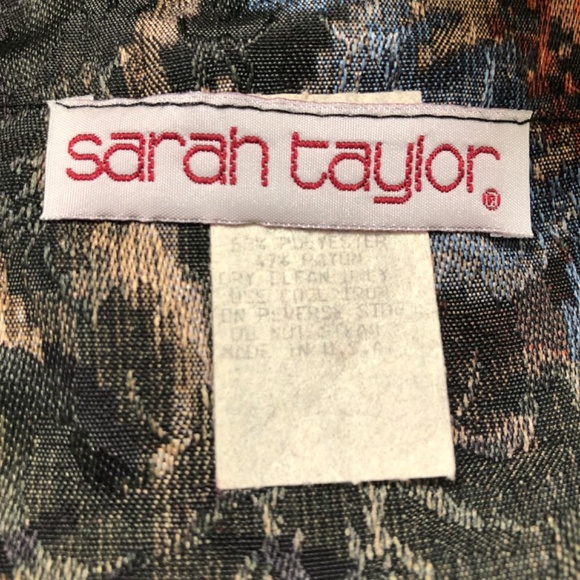 sarah taylor®
53% POLYESTER
47% RAYON
DRY CLEAN ONLY
USE COOL IRON
ON REVERSE SIDE
DO NOT STEAM
MADE IN U.S.A.